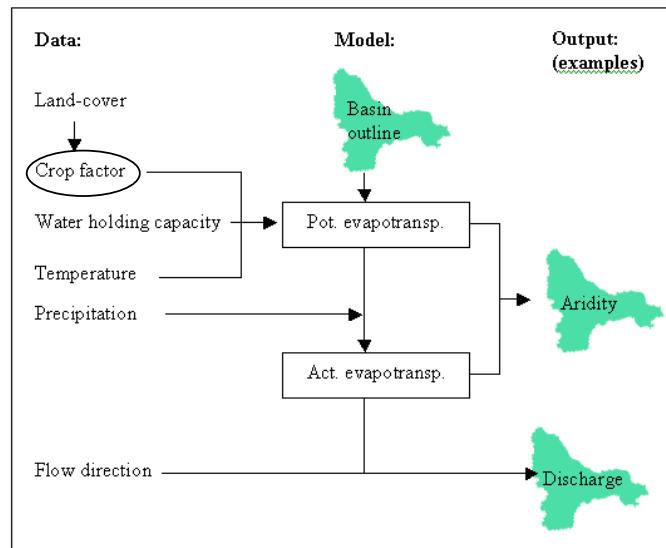 Data:
Model:
Output:
(examples)
Land-cover
Basin
outline
Crop factor
Water holding capacity
Pot. evapotransp.
Temperature
Aridity
Precipitation
Act. evapotransp.
Flow direction
Discharge